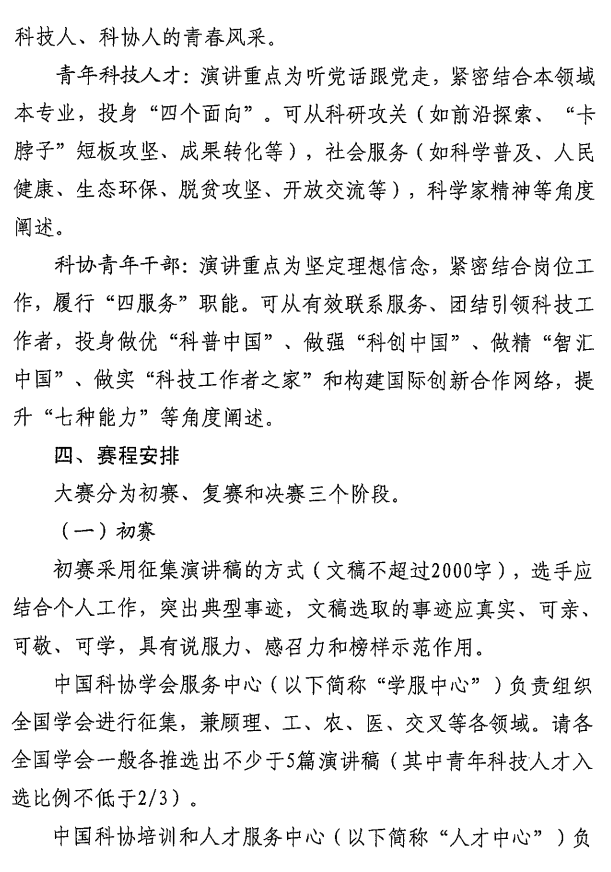 科技人、科协人的青春风采。
青年科技人才：演讲重点为听党话跟党走，紧密结合本领域
本专业，投身“四个面向”。可从科研攻关（如前沿探索、“卡
脖子”短板攻坚、成果转化等），社会服务（如科学普及、人民
健康、生态环保、脱贫攻坚、开放交流等），科学家精神等角度
阐述。
科协青年干部：演讲重点为坚定理想信念，紧密结合岗位工
作，履行“四服务”职能。可从有效联系服务、团结引领科技工
作者，投身做优“科普中国”、做强“科创中国”、做精“智汇
中国”、做实“科技工作者之家”和构建国际创新合作网络，提
升“七种能力”等角度阐述。
四、赛程安排
大赛分为初赛、复赛和决赛三个阶段。
（一）初赛
初赛采用征集演讲稿的方式（文稿不超过2000字），选手应
结合个人工作，突出典型事迹，文稿选取的事迹应真实、可亲、
可敬、可学，具有说服力、感召力和榜样示范作用。
中国科协学会服务中心（以下简称“学服中心”）负责组织
全国学会进行征集，兼顾理、工、农、医、交叉等各领域。请各
全国学会一般各推选出不少于5篇演讲稿（其中青年科技人才入
选比例不低于2/3）。
中国科协培训和人才服务中心（以下简称“人才中心”）负